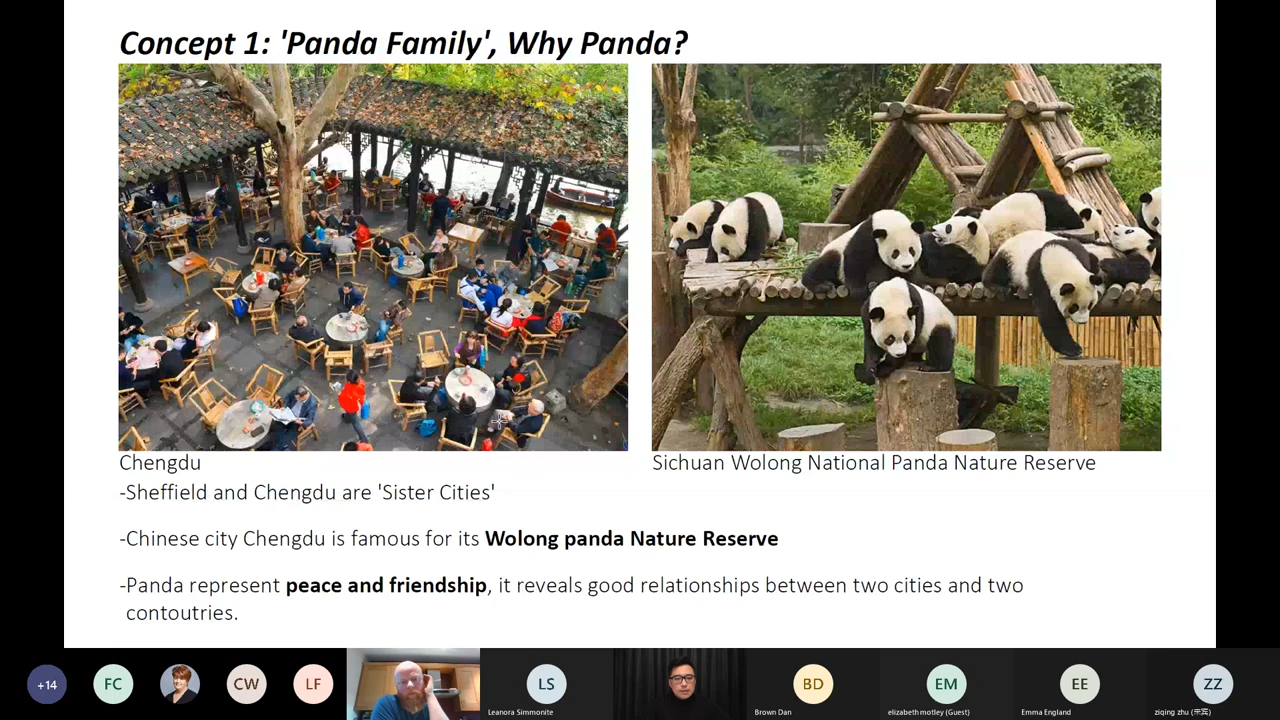 Concept 1: 'Panda Family', Why Panda?
Chengdu
Sichuan Wolong National Panda Nature Reserve
-Sheffield and Chengdu are 'Sister Cities'
-Chinese city Chengdu is famous for its Wolong panda Nature Reserve
-Panda represent peace and friendship, it reveals good relationships between two cities and two
contoutries.
+14
FC
CW
LF
LS
BD
EM
EE
ZZ
Leanora Simmonite
Brown Dan
elizabeth motley (Guest)
Emma England
ziqing zhu (朱宾)